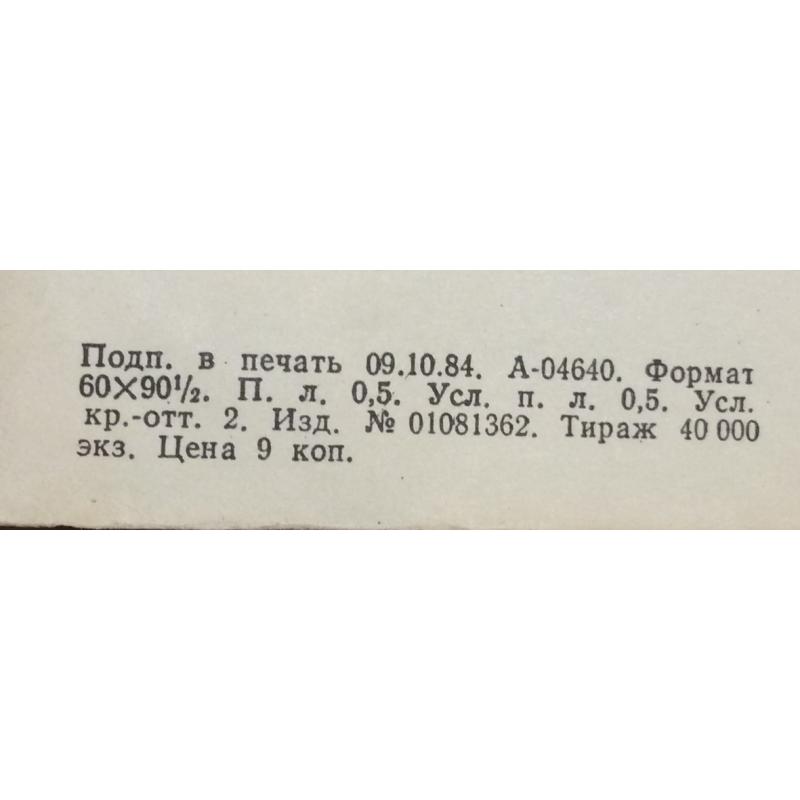 Подп. в печать 09.10.84. А-04640. Формат
60×90½. П. л. 0,5. Усл. п. л. 0,5. Усл.
кр.-отт. 2. Изд. № 01081362. Тираж 40 000
экз. Цена 9 коп.